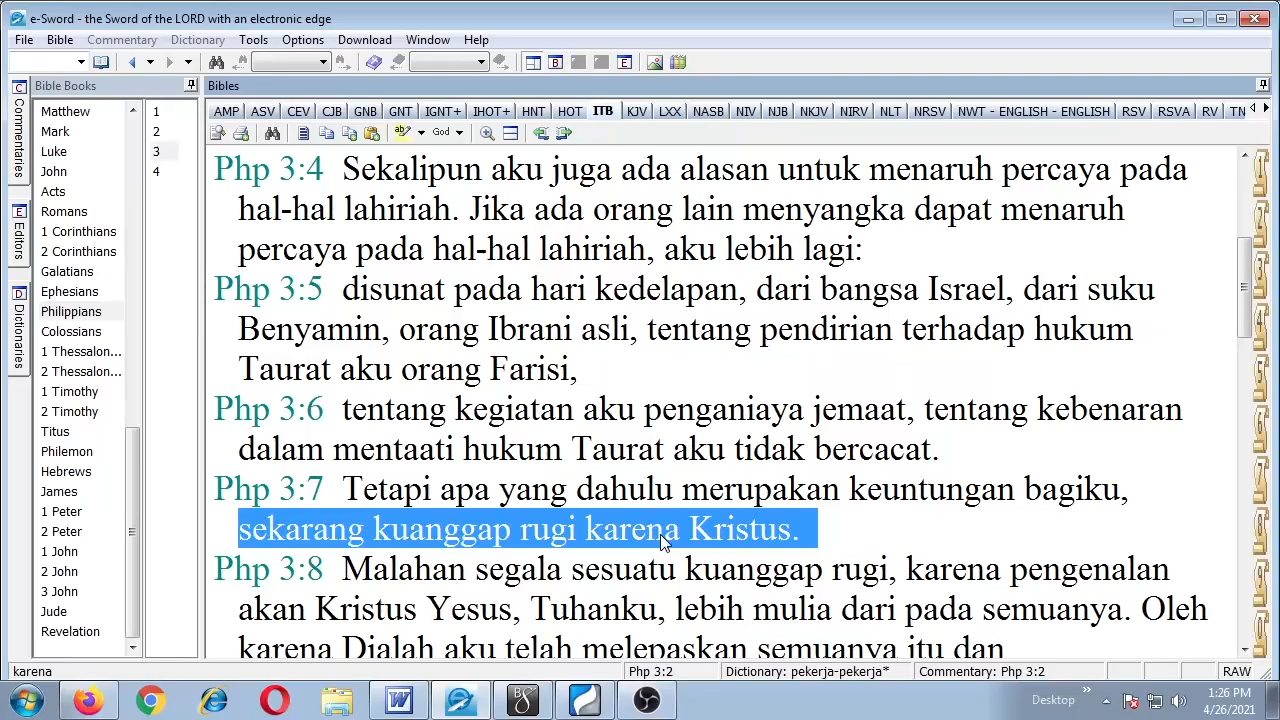 e-Sword - the Sword of the LORD with an electronic edge
File Bible Commentary Dictionary Tools Options Download Window Help
Bible Books
Bibles
AMP ASV CEV CJB GNB GNT IGNT+ IHOT+ HNT HOT ITB KJV LXX NASB NIV NJB NKJV NIRV NLT NRSV NWT - ENGLISH - ENGLISH RSV RSVA RV TN
God
Commentaries
Editors
Dictionaries
Matthew
Mark
Luke
John
Acts
Romans
1 Corinthians
2 Corinthians
Galatians
Ephesians
Philippians
Colossians
1 Thessalon...
2 Thessalon...
1 Timothy
2 Timothy
Titus
Philemon
Hebrews
James
1 Peter
2 Peter
1 John
2 John
3 John
Jude
Revelation
1
2
3
4
Php 3:4 Sekalipun aku juga ada alasan untuk menaruh percaya pada
hal-hal lahiriah. Jika ada orang lain menyangka dapat menaruh
percaya pada hal-hal lahiriah, aku lebih lagi:
Php 3:5 disunat pada hari kedelapan, dari bangsa Israel, dari suku
Benyamin, orang Ibrani asli, tentang pendirian terhadap hukum
Taurat aku orang Farisi,
Php 3:6 tentang kegiatan aku penganiaya jemaat, tentang kebenaran
dalam mentaati hukum Taurat aku tidak bercacat.
Php 3:7 Tetapi apa yang dahulu merupakan keuntungan bagiku,
sekarang kuanggap rugi karena Kristus.
Php 3:8 Malahan segala sesuatu kuanggap rugi, karena pengenalan
akan Kristus Yesus, Tuhanku, lebih mulia dari pada semuanya. Oleh
karena Dialah aku telah melepaskan semuanya itu dan
karena
Php 3:2
Dictionary: pekerja-pekerja*
Commentary: Php 3:2
RAW
Desktop
1:26 PM
4/26/2021